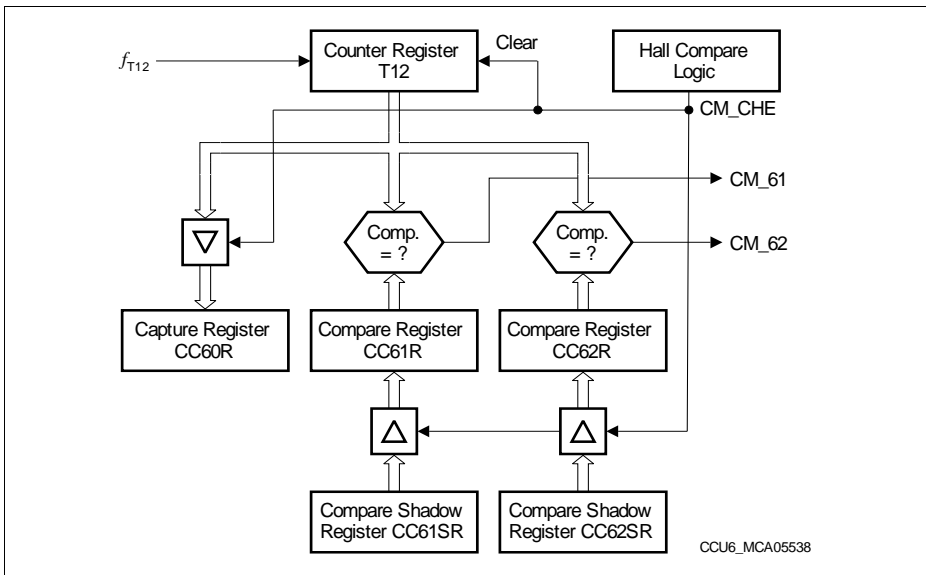 f T12
Counter Register
T12
Clear
Hall Compare
Logic
CM_CHE
CM_61
Comp.
= ?
Comp.
= ?
CM_62
Capture Register
CC60R
Compare Register
CC61R
Compare Register
CC62R
Compare Shadow
Register CC61SR
Compare Shadow
Register CC62SR
CCU6_MCA05538